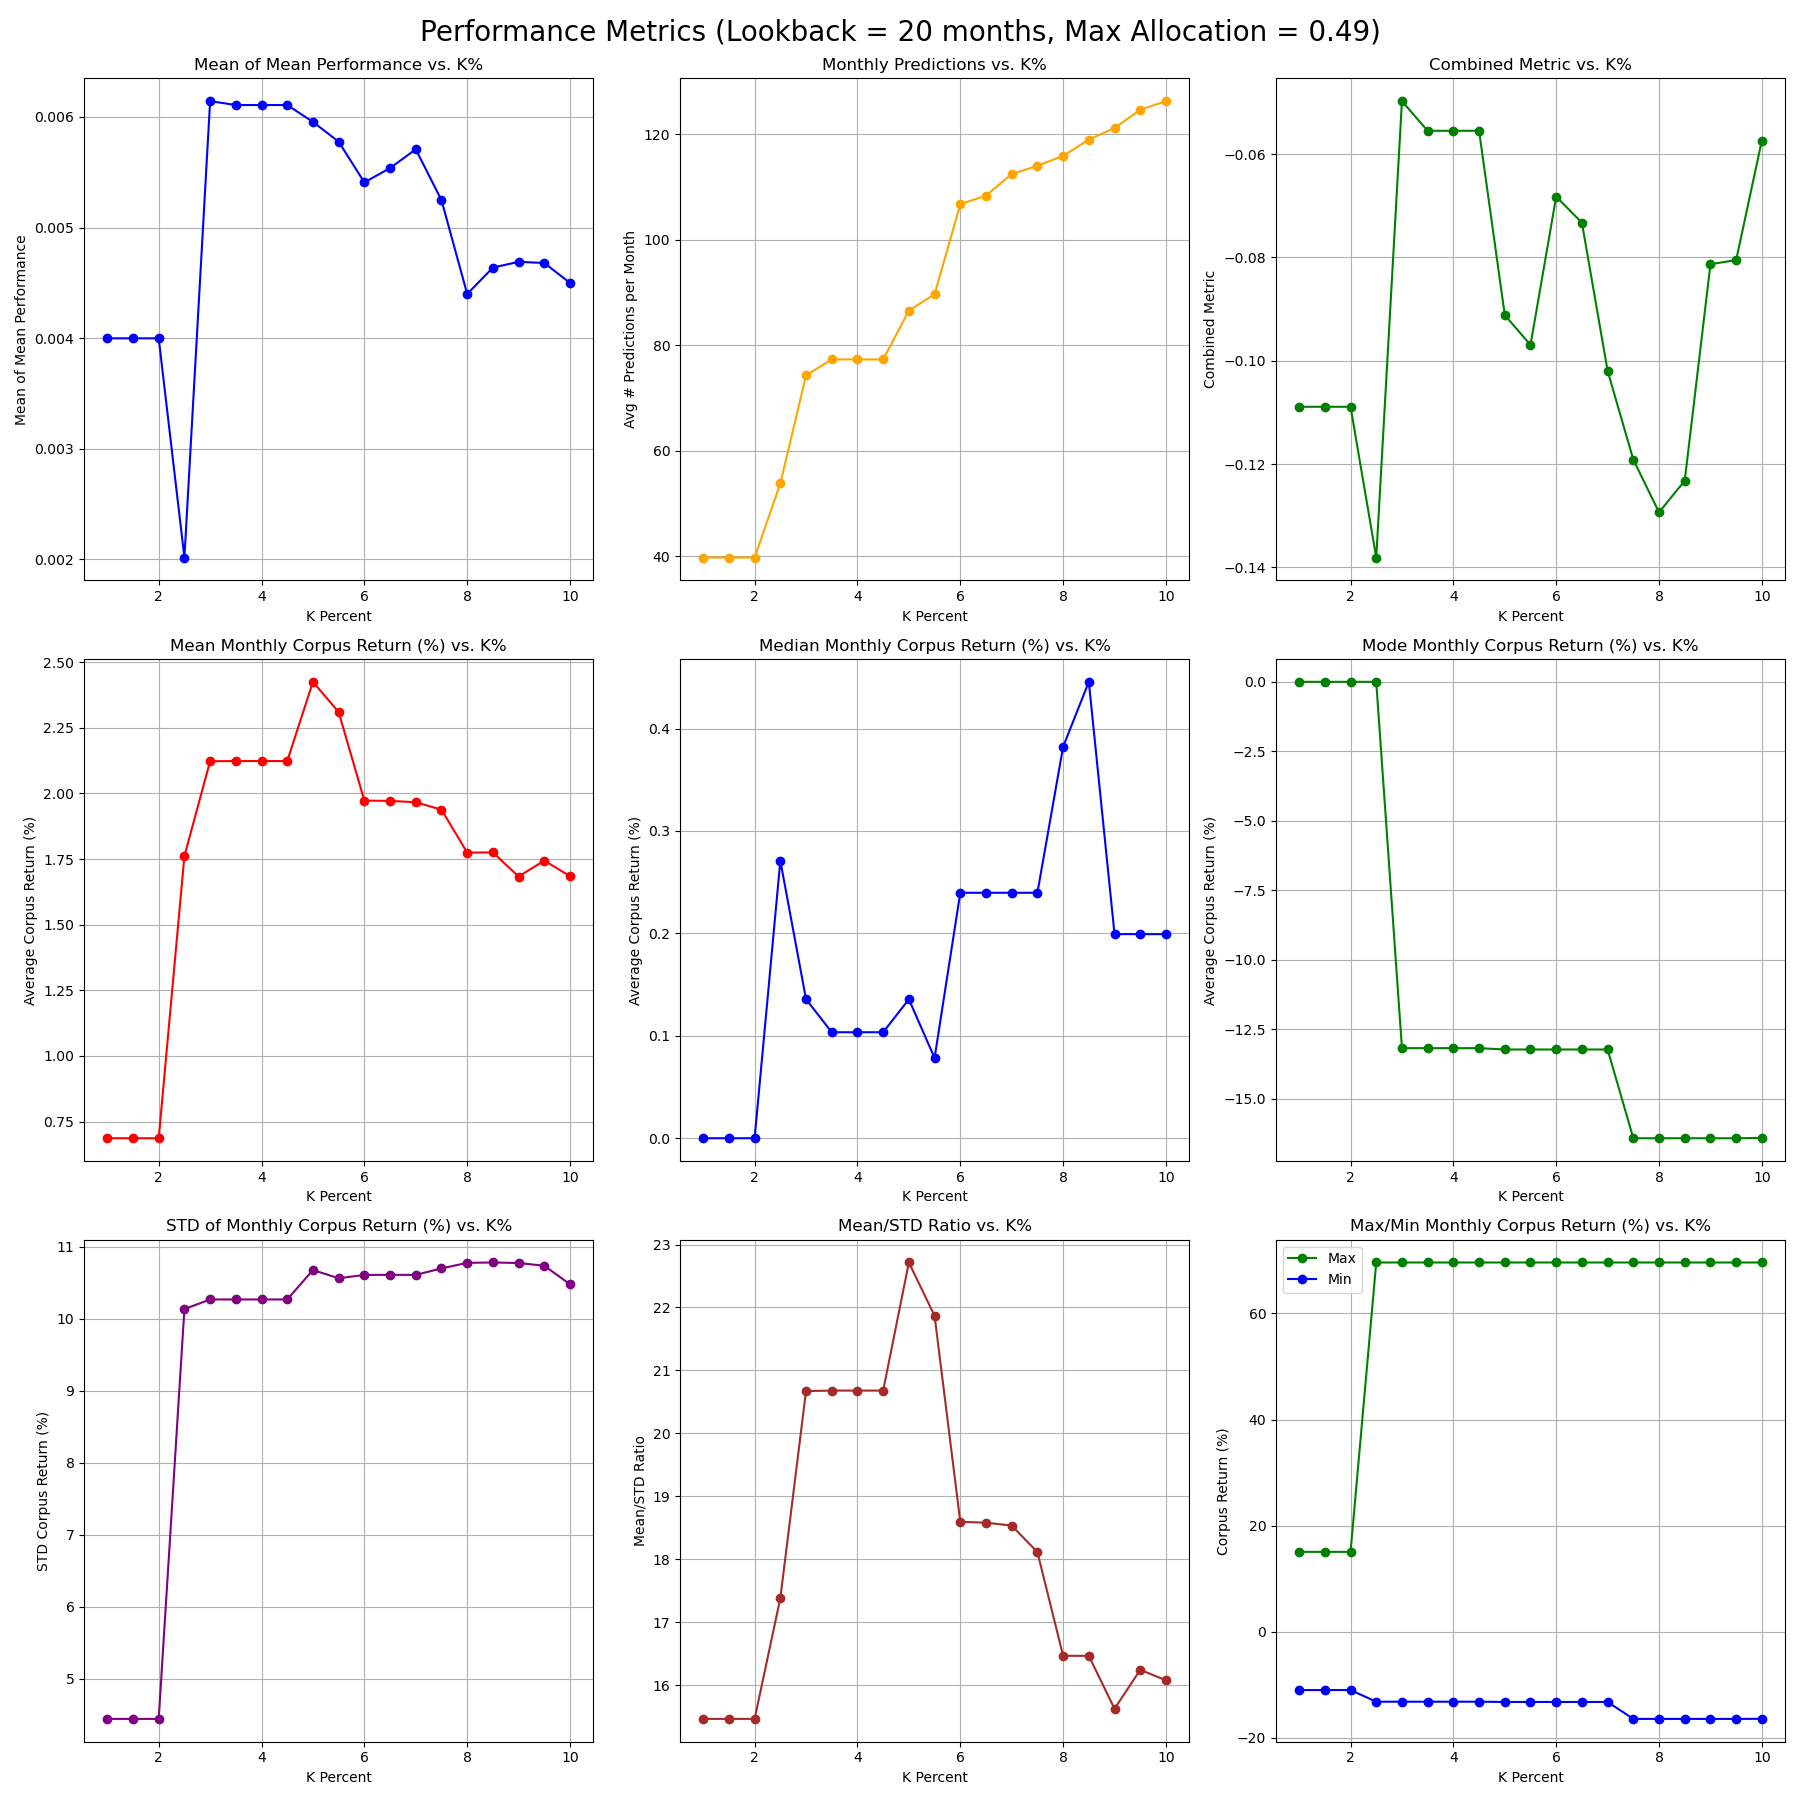 Performance Metrics (Lookback = 20 months, Max Allocation = 0.49)
Mean of Mean Performance vs. K%
Mean of Mean Performance
0.006
0.005
0.004
0.003
0.002
2 4 6 8 10
K Percent
Monthly Predictions vs. K%
Avg # Predictions per Month
120
100
80
60
40
2 4 6 8 10
K Percent
Combined Metric vs. K%
Combined Metric
−0.06
−0.08
−0.10
−0.12
−0.14
2 4 6 8 10
K Percent
Mean Monthly Corpus Return (%) vs. K%
Average Corpus Return (%)
2.50
2.25
2.00
1.75
1.50
1.25
1.00
0.75
2 4 6 8 10
K Percent
Median Monthly Corpus Return (%) vs. K%
Average Corpus Return (%)
0.4
0.3
0.2
0.1
0.0
2 4 6 8 10
K Percent
Mode Monthly Corpus Return (%) vs. K%
Average Corpus Return (%)
0.0
−2.5
−5.0
−7.5
−10.0
−12.5
−15.0
2 4 6 8 10
K Percent
STD of Monthly Corpus Return (%) vs. K%
STD Corpus Return (%)
11
10
9
8
7
6
5
2 4 6 8 10
K Percent
Mean/STD Ratio vs. K%
Mean/STD Ratio
23
22
21
20
19
18
17
16
2 4 6 8 10
K Percent
Max/Min Monthly Corpus Return (%) vs. K%
Corpus Return (%)
Max
Min
60
40
20
0
−20
2 4 6 8 10
K Percent